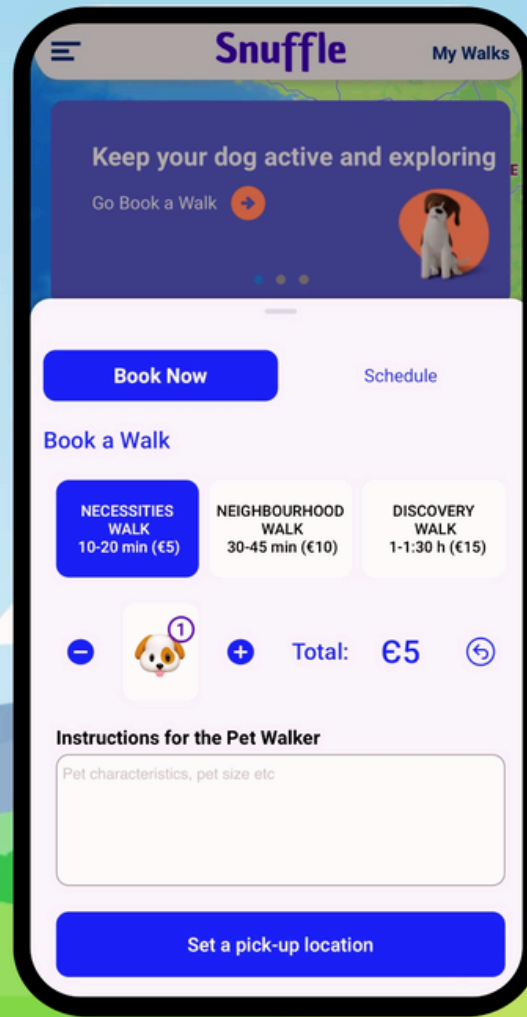 Snuffle
My Walks
Keep your dog active and exploring
E
Go Book a Walk
Book Now
Schedule
Book a Walk
NECESSITIES
WALK
10-20 min (€5)
NEIGHBOURHOOD
WALK
30-45 min (€10)
DISCOVERY
WALK
1-1:30 h (€15)
1
Total:
€5
Instructions for the Pet Walker
Pet characteristics, pet size etc
Set a pick-up location